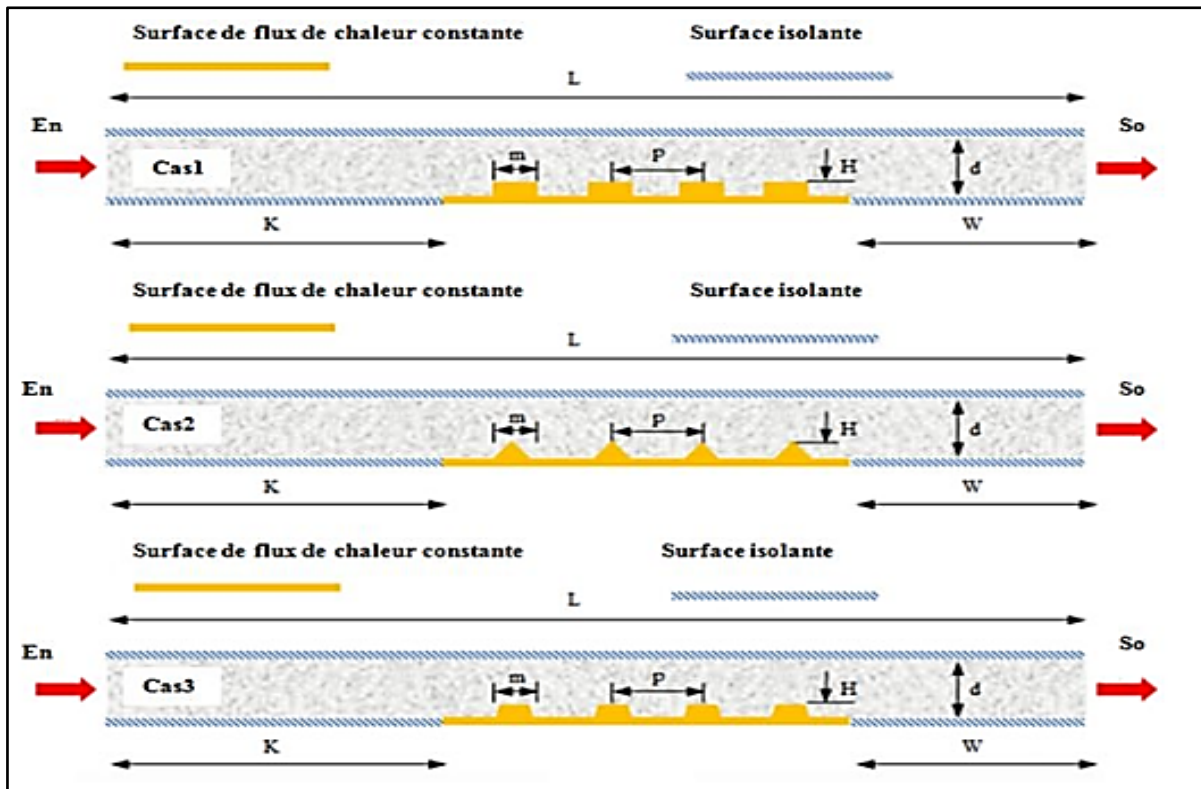 Surface de flux de chaleur constante Surface isolante
L
En So
Cas1 m P H d
K W
Surface de flux de chaleur constante Surface isolante
L
En So
Cas2 m P H d
K W
Surface de flux de chaleur constante Surface isolante
L
En So
Cas3 m P H d
K W